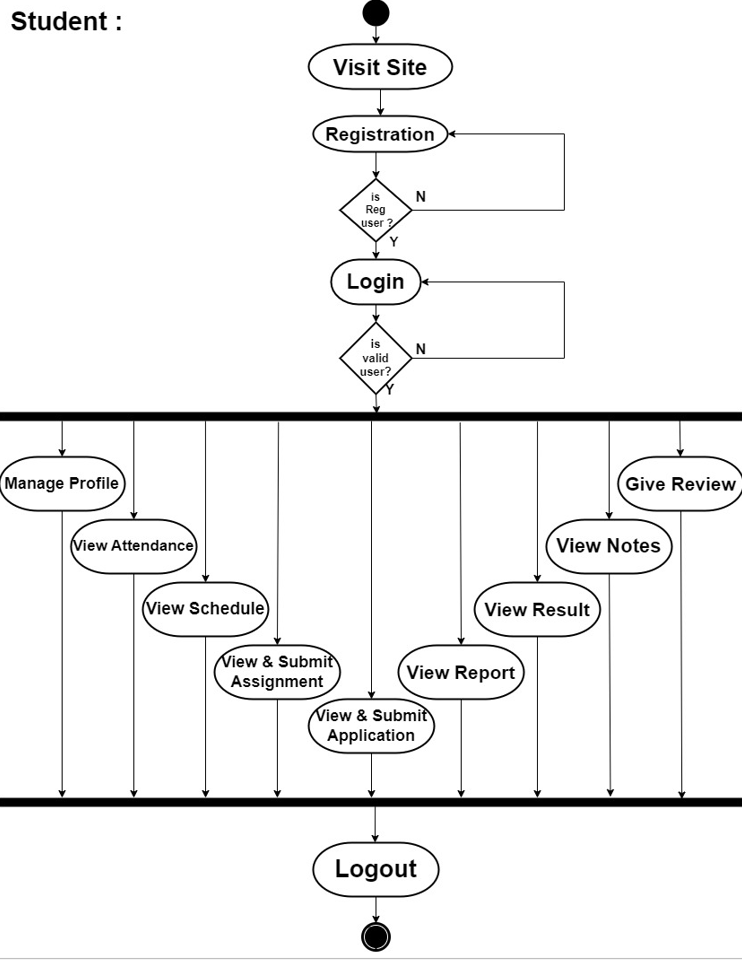 Student :
Visit Site
Registration
is
Reg
user ?
N
Y
Login
is
valid
user?
N
Y
Manage Profile
Give Review
View Attendance
View Notes
View Schedule
View Result
View & Submit
Assignment
View Report
View & Submit
Application
Logout